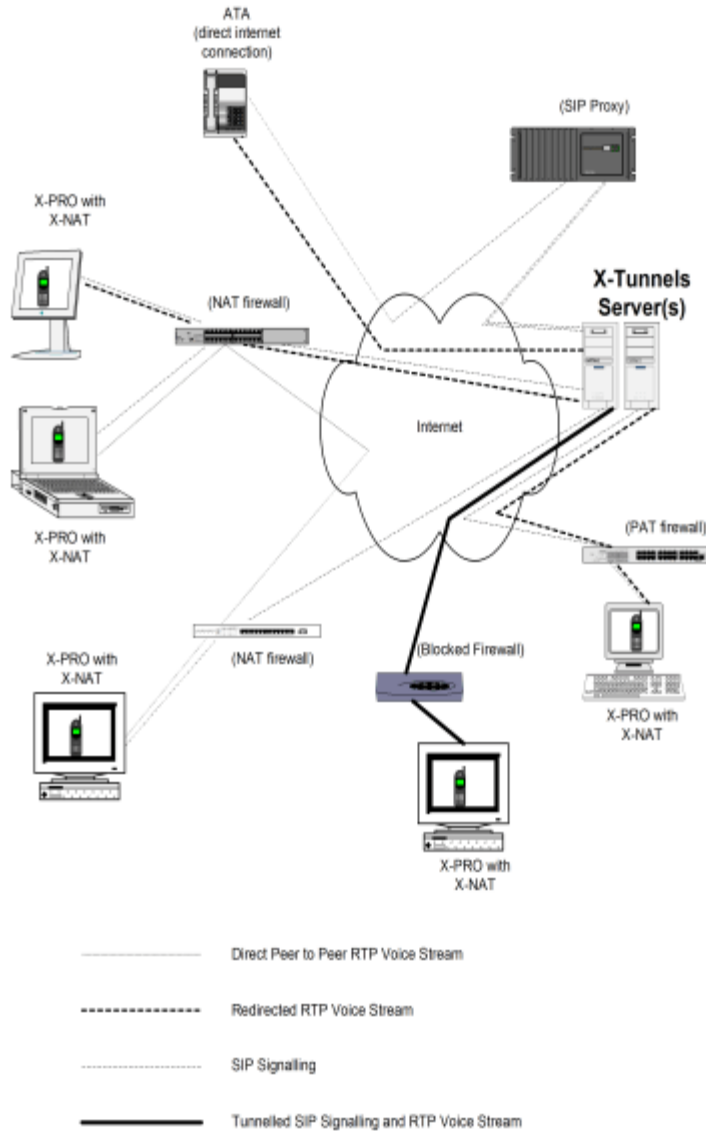 ATA
(direct internet
connection)
(SIP Proxy)
X-PRO with
X-NAT
(NAT firewall)
X-Tunnels
Server(s)
Internet
X-PRO with
X-NAT
(PAT firewall)
(NAT firewall)
(Blocked Firewall)
X-PRO with
X-NAT
X-PRO with
X-NAT
X-PRO with
X-NAT
Direct Peer to Peer RTP Voice Stream
Redirected RTP Voice Stream
SIP Signalling
Tunnelled SIP Signalling and RTP Voice Stream